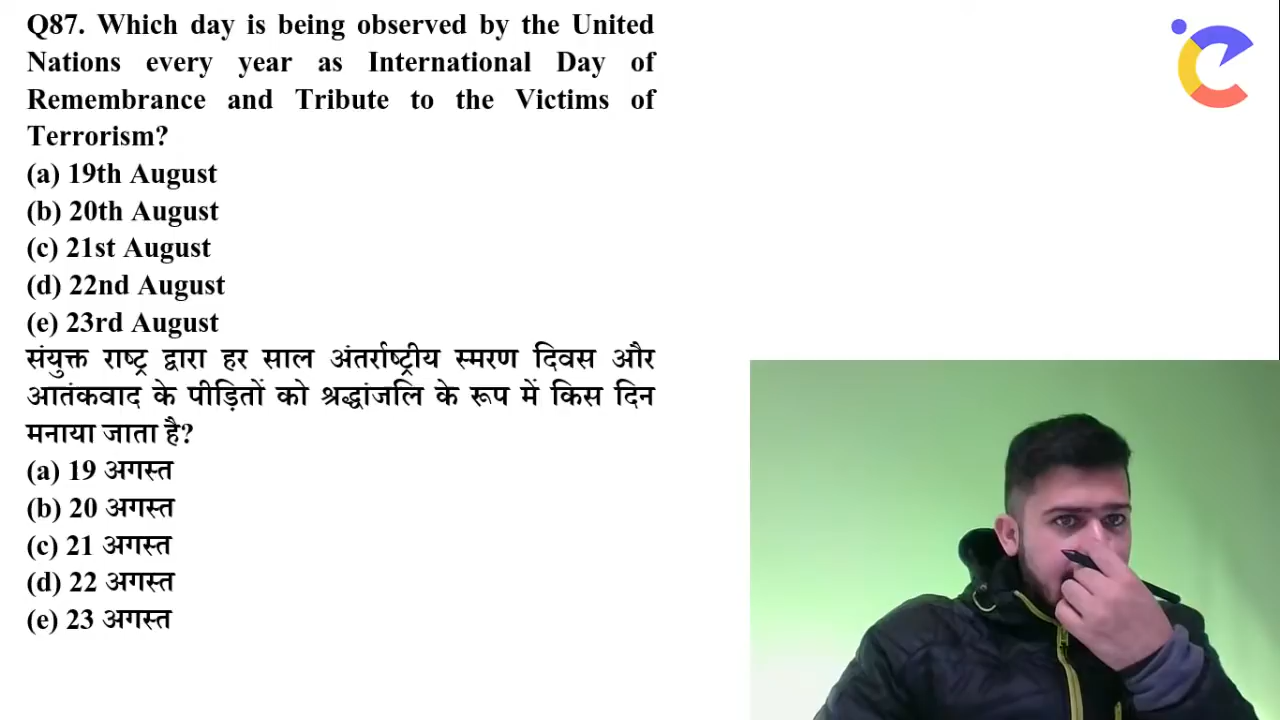 Q87. Which day is being observed by the United
Nations every year as International Day of
Remembrance and Tribute to the Victims of
Terrorism?
(a) 19th August
(b) 20th August
(c) 21st August
(d) 22nd August
(e) 23rd August
संयुक्त राष्ट्र द्वारा हर साल अंतर्राष्ट्रीय स्मरण दिवस और
आतंकवाद के पीड़ितों को श्रद्धांजलि के रूप में किस दिन
मनाया जाता है?
(a) 19 अगस्त
(b) 20 अगस्त
(c) 21 अगस्त
(d) 22 अगस्त
(e) 23 अगस्त